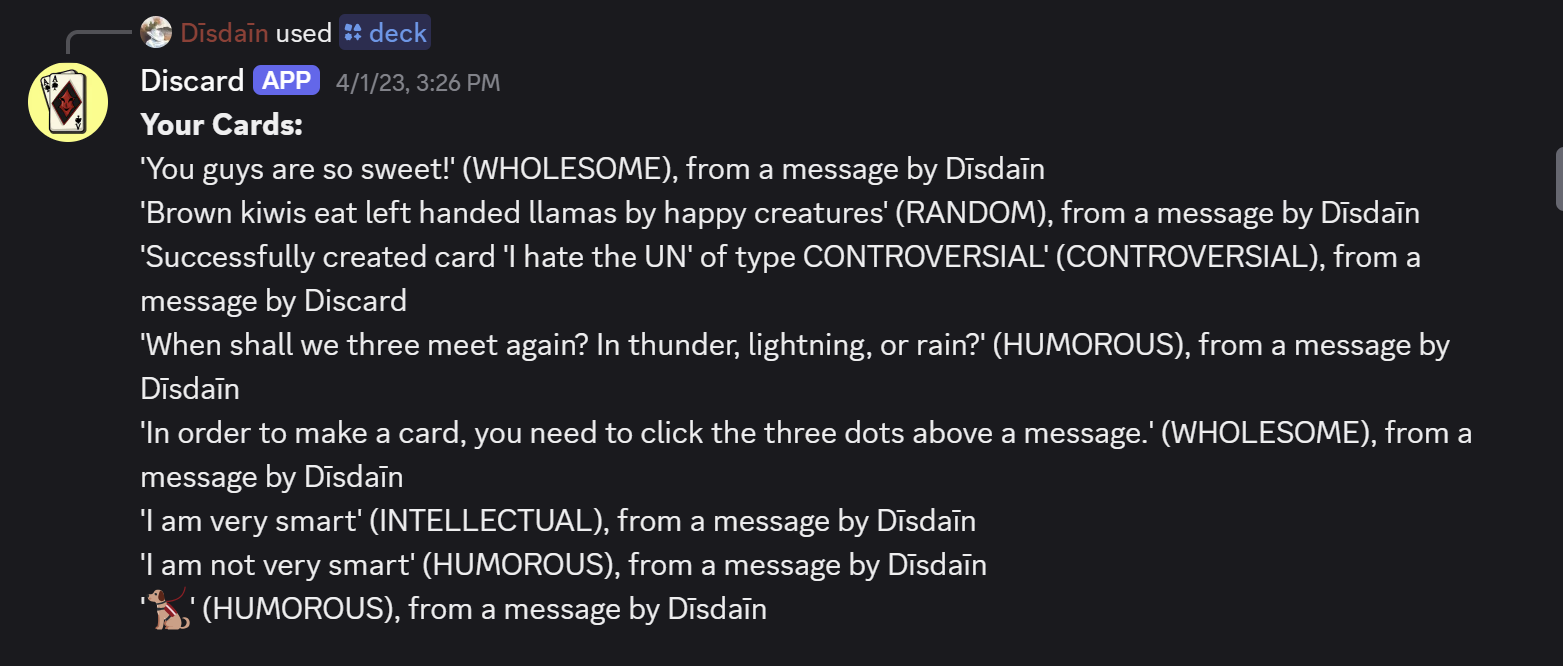 Dīsdaīn used deck
Discard APP 4/1/23, 3:26 PM
Your Cards:
'You guys are so sweet!' (WHOLESOME), from a message by Dīsdaīn
'Brown kiwis eat left handed llamas by happy creatures' (RANDOM), from a message by Dīsdaīn
'Successfully created card 'I hate the UN' of type CONTROVERSIAL' (CONTROVERSIAL), from a
message by Discard
'When shall we three meet again? In thunder, lightning, or rain?' (HUMOROUS), from a message by
Dīsdaīn
'In order to make a card, you need to click the three dots above a message.' (WHOLESOME), from a
message by Dīsdaīn
'I am very smart' (INTELLECTUAL), from a message by Dīsdaīn
'I am not very smart' (HUMOROUS), from a message by Dīsdaīn
'🐕‍🦺' (HUMOROUS), from a message by Dīsdaīn